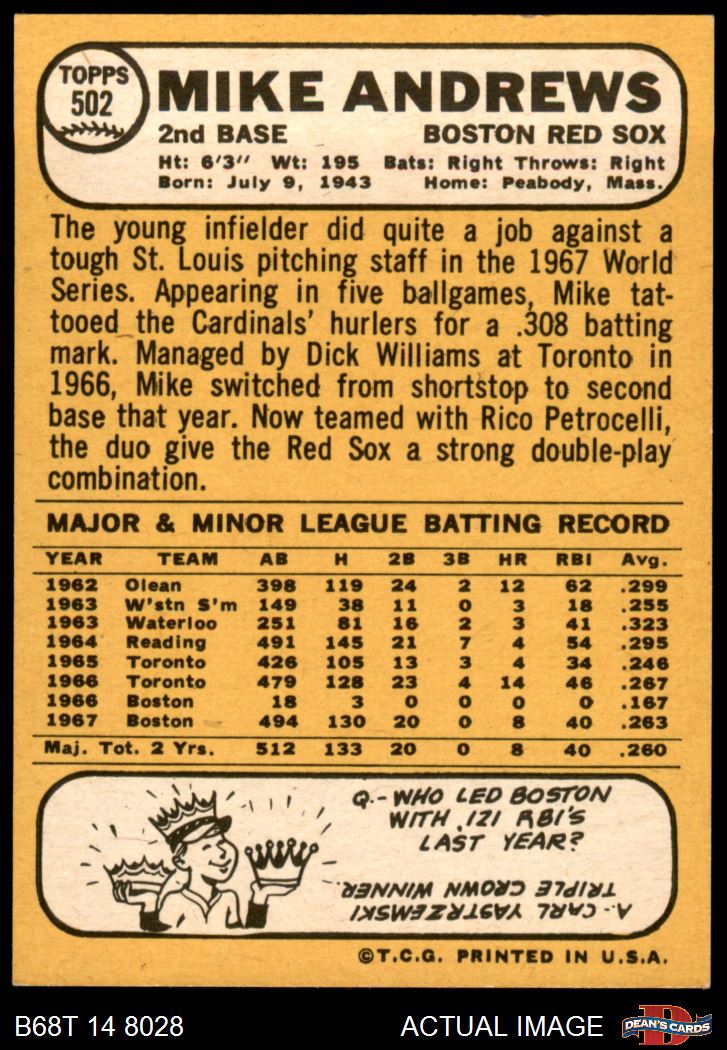 TOPPS
502
MIKE ANDREWS
2nd BASE BOSTON RED SOX
Ht: 6'3" Wt: 195 Bats: Right Throws: Right
Born: July 9, 1943 Home: Peabody, Mass.
The young infielder did quite a job against a
tough St. Louis pitching staff in the 1967 World
Series. Appearing in five ballgames, Mike tat-
tooed the Cardinals' hurlers for a .308 batting
mark. Managed by Dick Williams at Toronto in
1966, Mike switched from shortstop to second
base that year. Now teamed with Rico Petrocelli,
the duo give the Red Sox a strong double-play
combination.
MAJOR & MINOR LEAGUE BATTING RECORD
YEAR TEAM AB H 2B 3B HR RBI Avg.
1962 Olean 398 119 24 2 12 62 .299
1963 W'stn S'm 149 38 11 0 3 18 .255
1963 Waterloo 251 81 16 2 3 41 .323
1964 Reading 491 145 21 7 4 54 .295
1965 Toronto 426 105 13 3 4 34 .246
1966 Toronto 479 128 23 4 14 46 .267
1966 Boston 18 3 0 0 0 0 .167
1967 Boston 494 130 20 0 8 40 .263
Maj. Tot. 2 Yrs. 512 133 20 0 8 40 .260
Q.- WHO LED BOSTON
WITH 121 RBI'S
LAST YEAR?
A.- CARL YASTRZEMSKI
TRIPLE CROWN WINNER
©T.C.G. PRINTED IN U.S.A.
B68T 14 8028 ACTUAL IMAGE
D
DEAN'S CARDS